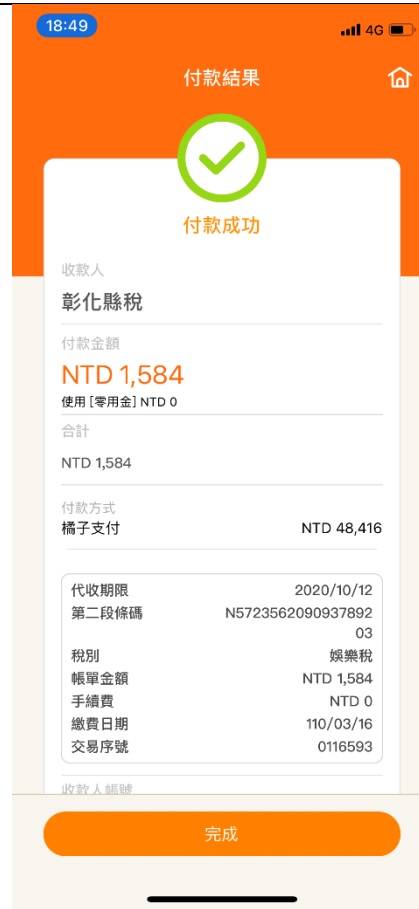 18:49
4G
付款結果
付款成功
收款人
彰化縣稅
付款金額
NTD 1,584
使用 [零用金] NTD 0
合計
NTD 1,584
付款方式
橘子支付 NTD 48,416
代收期限 2020/10/12
第二段條碼 N5723562090937892
03
稅別 娛樂稅
帳單金額 NTD 1,584
手續費 NTD 0
繳費日期 110/03/16
交易序號 0116593
收款人帳號
完成